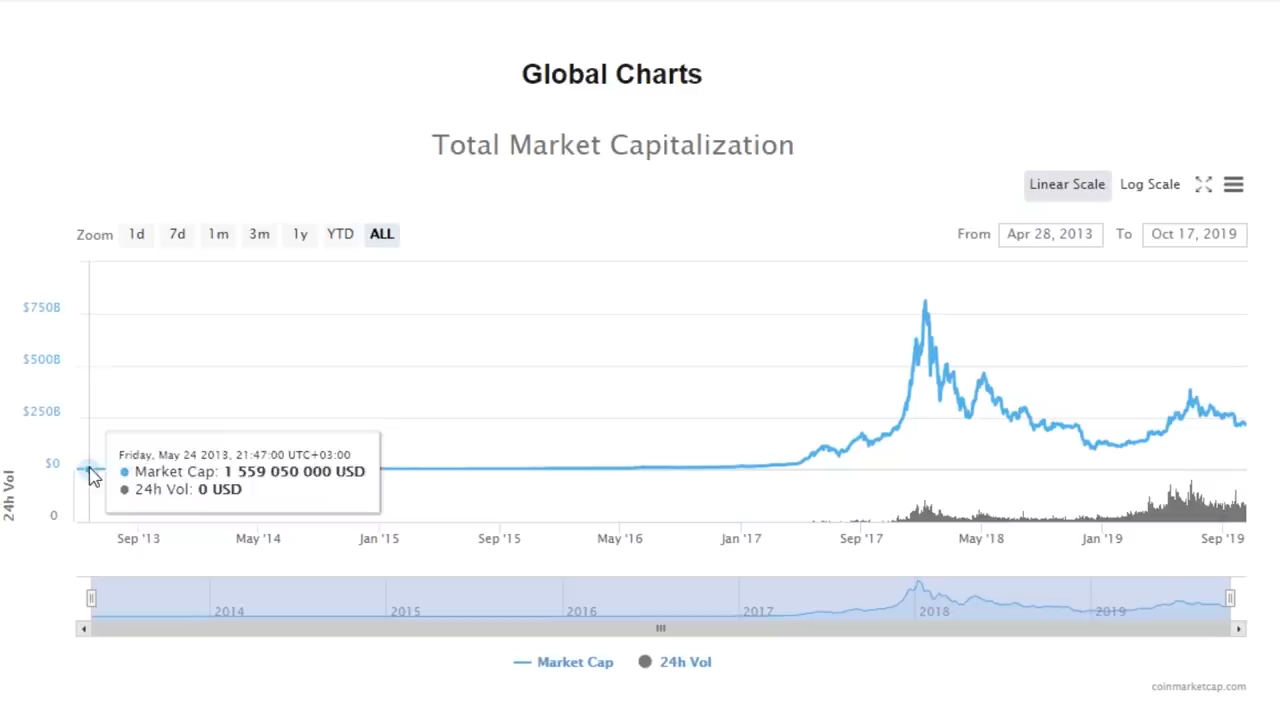 Global Charts
Total Market Capitalization
Linear Scale Log Scale
Zoom 1d 7d 1m 3m 1y YTD ALL From Apr 28, 2013 To Oct 17, 2019
$750B
$500B
$250B
$0
0
24h Vol
Friday, May 24 2013, 21:47:00 UTC+03:00
Market Cap: 1 559 050 000 USD
24h Vol: 0 USD
Sep '13 May '14 Jan '15 Sep '15 May '16 Jan '17 Sep '17 May '18 Jan '19 Sep '19
2014 2015 2016 2017 2018 2019
Market Cap 24h Vol
coinmarketcap.com